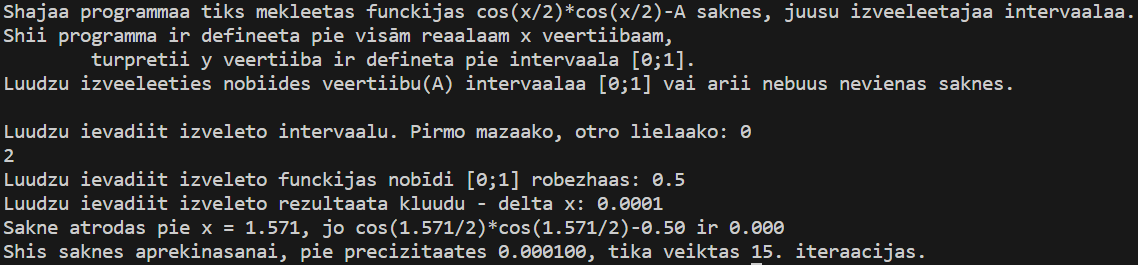 Shajaa programmaa tiks mekleetas funckijas cos(x/2)*cos(x/2)-A saknes, juusu izveeleetajaa intervaalaa.
Shii programma ir defineeta pie visām reaalaam x veertiibaam,
turpretii y veertiiba ir defineta pie intervaala [0;1].
Luudzu izveeleeties nobiides veertiibu(A) intervaalaa [0;1] vai arii nebuus nevienas saknes.
Luudzu ievadiit izveleto intervaalu. Pirmo mazaako, otro lielaako: 0
2
Luudzu ievadiit izveleto funckijas nobīdi [0;1] robezhaas: 0.5
Luudzu ievadiit izveleto rezultaata kluudu - delta x: 0.0001
Sakne atrodas pie x = 1.571, jo cos(1.571/2)*cos(1.571/2)-0.50 ir 0.000
Shis saknes aprekinasanai, pie precizitaates 0.000100, tika veiktas 15. iteraacijas.